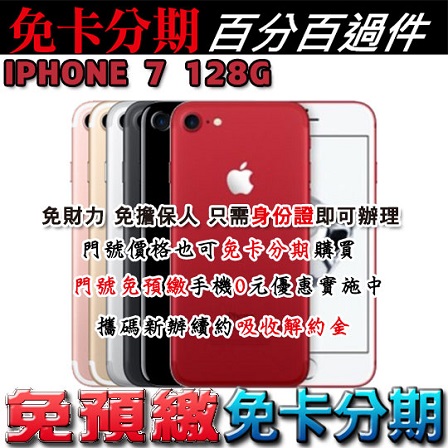 免卡分期 百分百過件
IPHONE 7 128G
免財力 免擔保人 只需身份證即可辦理
門號價格也可免卡分期購買
門號免預繳手機0元優惠實施中
攜碼新辦續約吸收解約金
免預繳 免卡分期